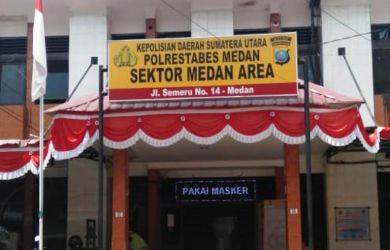 KEPOLISIAN DAERAH SUMATERA UTARA
POLRESTABES MEDAN
SEKTOR MEDAN AREA
Jl. Semeru No. 14 - Medan
PAKAI MASKER